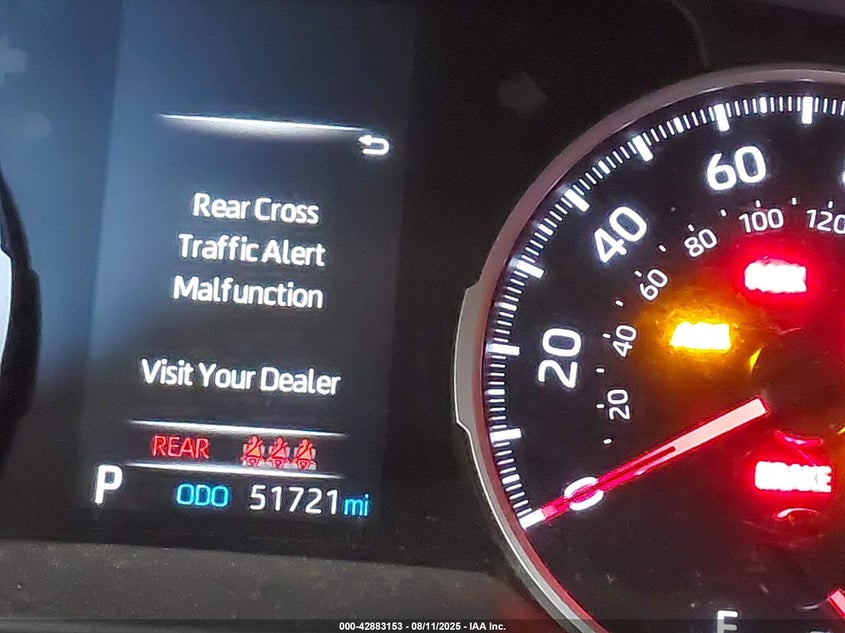 Rear Cross
Traffic Alert
Malfunction
Visit Your Dealer
REAR
P ODO 51721 mi
0
20
40
60
20
40
60
80
100
120
BRAKE
E
000-42883153 - 08/11/2025 - IAA Inc.